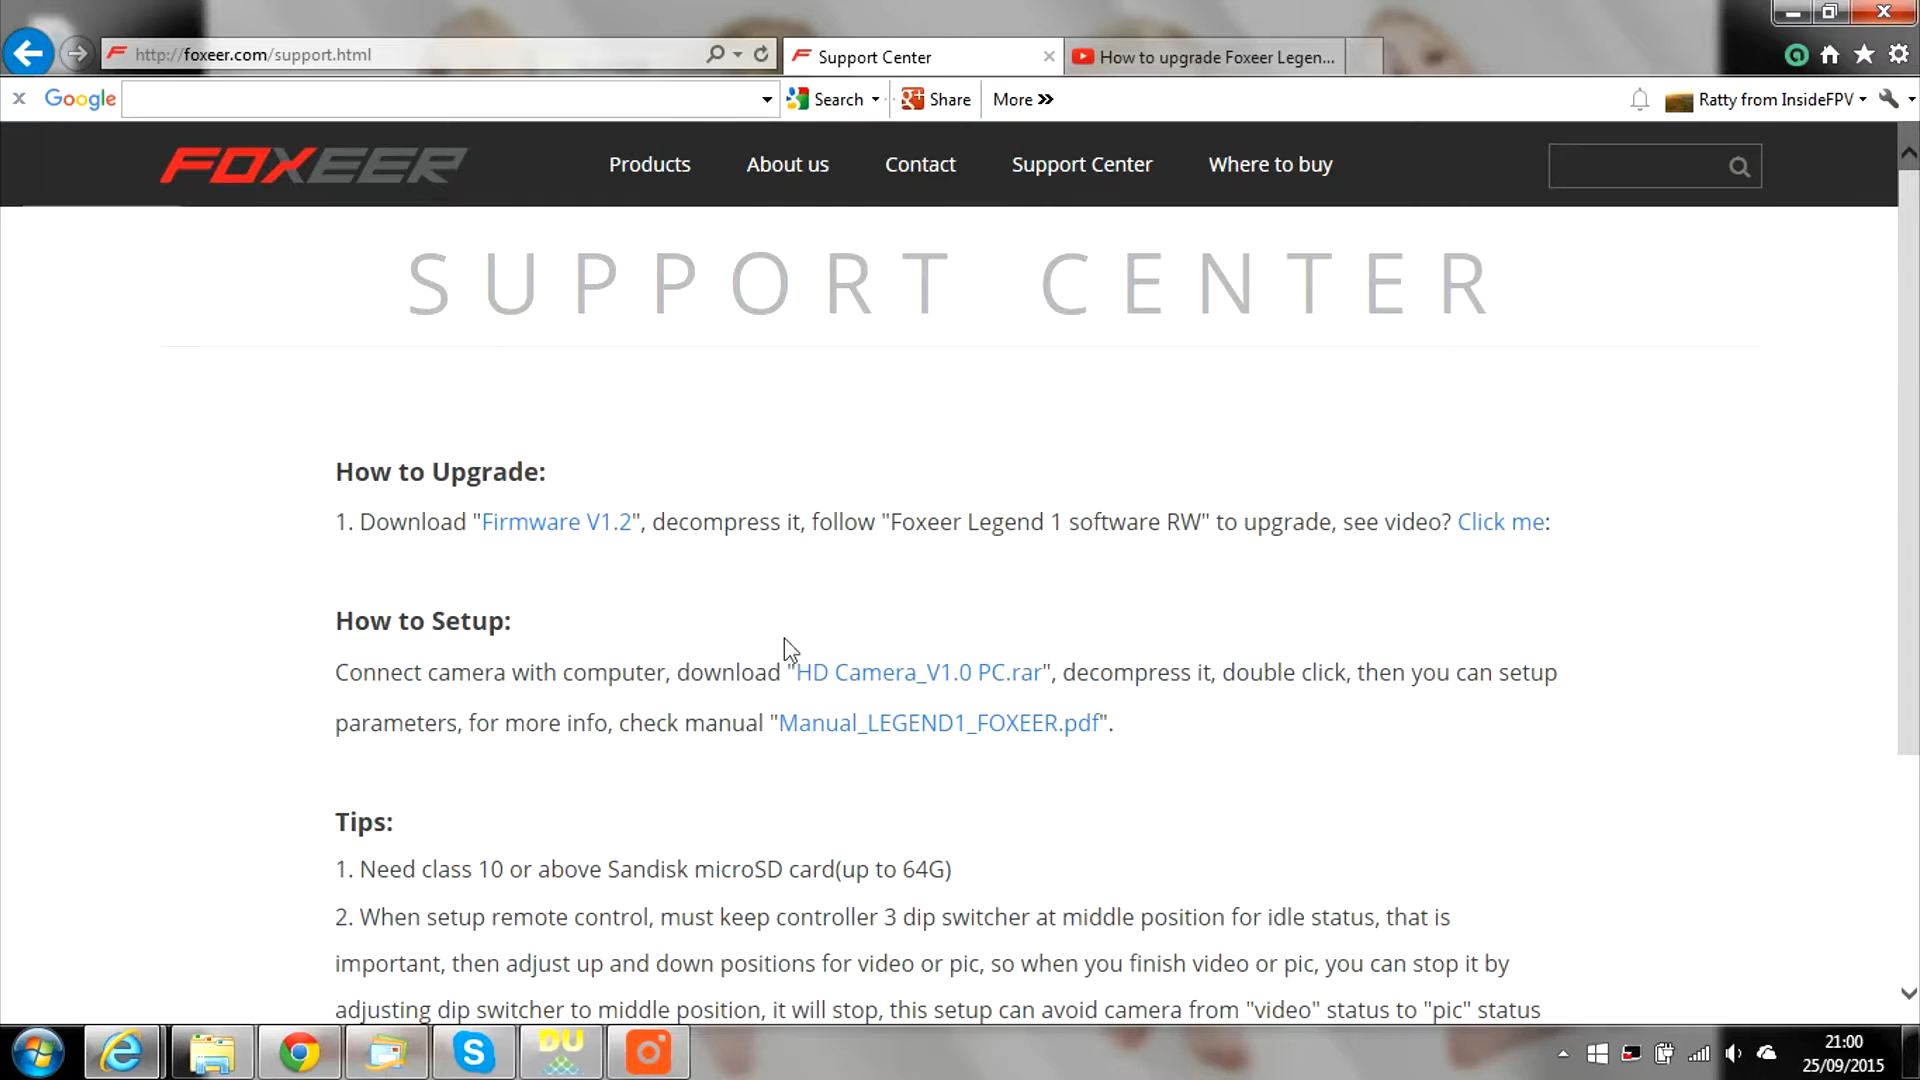 http://foxeer.com/support.html
Support Center
How to upgrade Foxeer Legen...
x Google Search Share More »
Ratty from InsideFPV
FOXEER Products About us Contact Support Center Where to buy
SUPPORT CENTER
How to Upgrade:
1. Download "Firmware V1.2", decompress it, follow "Foxeer Legend 1 software RW" to upgrade, see video? Click me:
How to Setup:
Connect camera with computer, download "HD Camera_V1.0 PC.rar", decompress it, double click, then you can setup
parameters, for more info, check manual "Manual_LEGEND1_FOXEER.pdf".
Tips:
1. Need class 10 or above Sandisk microSD card(up to 64G)
2. When setup remote control, must keep controller 3 dip switcher at middle position for idle status, that is
important, then adjust up and down positions for video or pic, so when you finish video or pic, you can stop it by
adjusting dip switcher to middle position, it will stop, this setup can avoid camera from "video" status to "pic" status
DU
21:00
25/09/2015